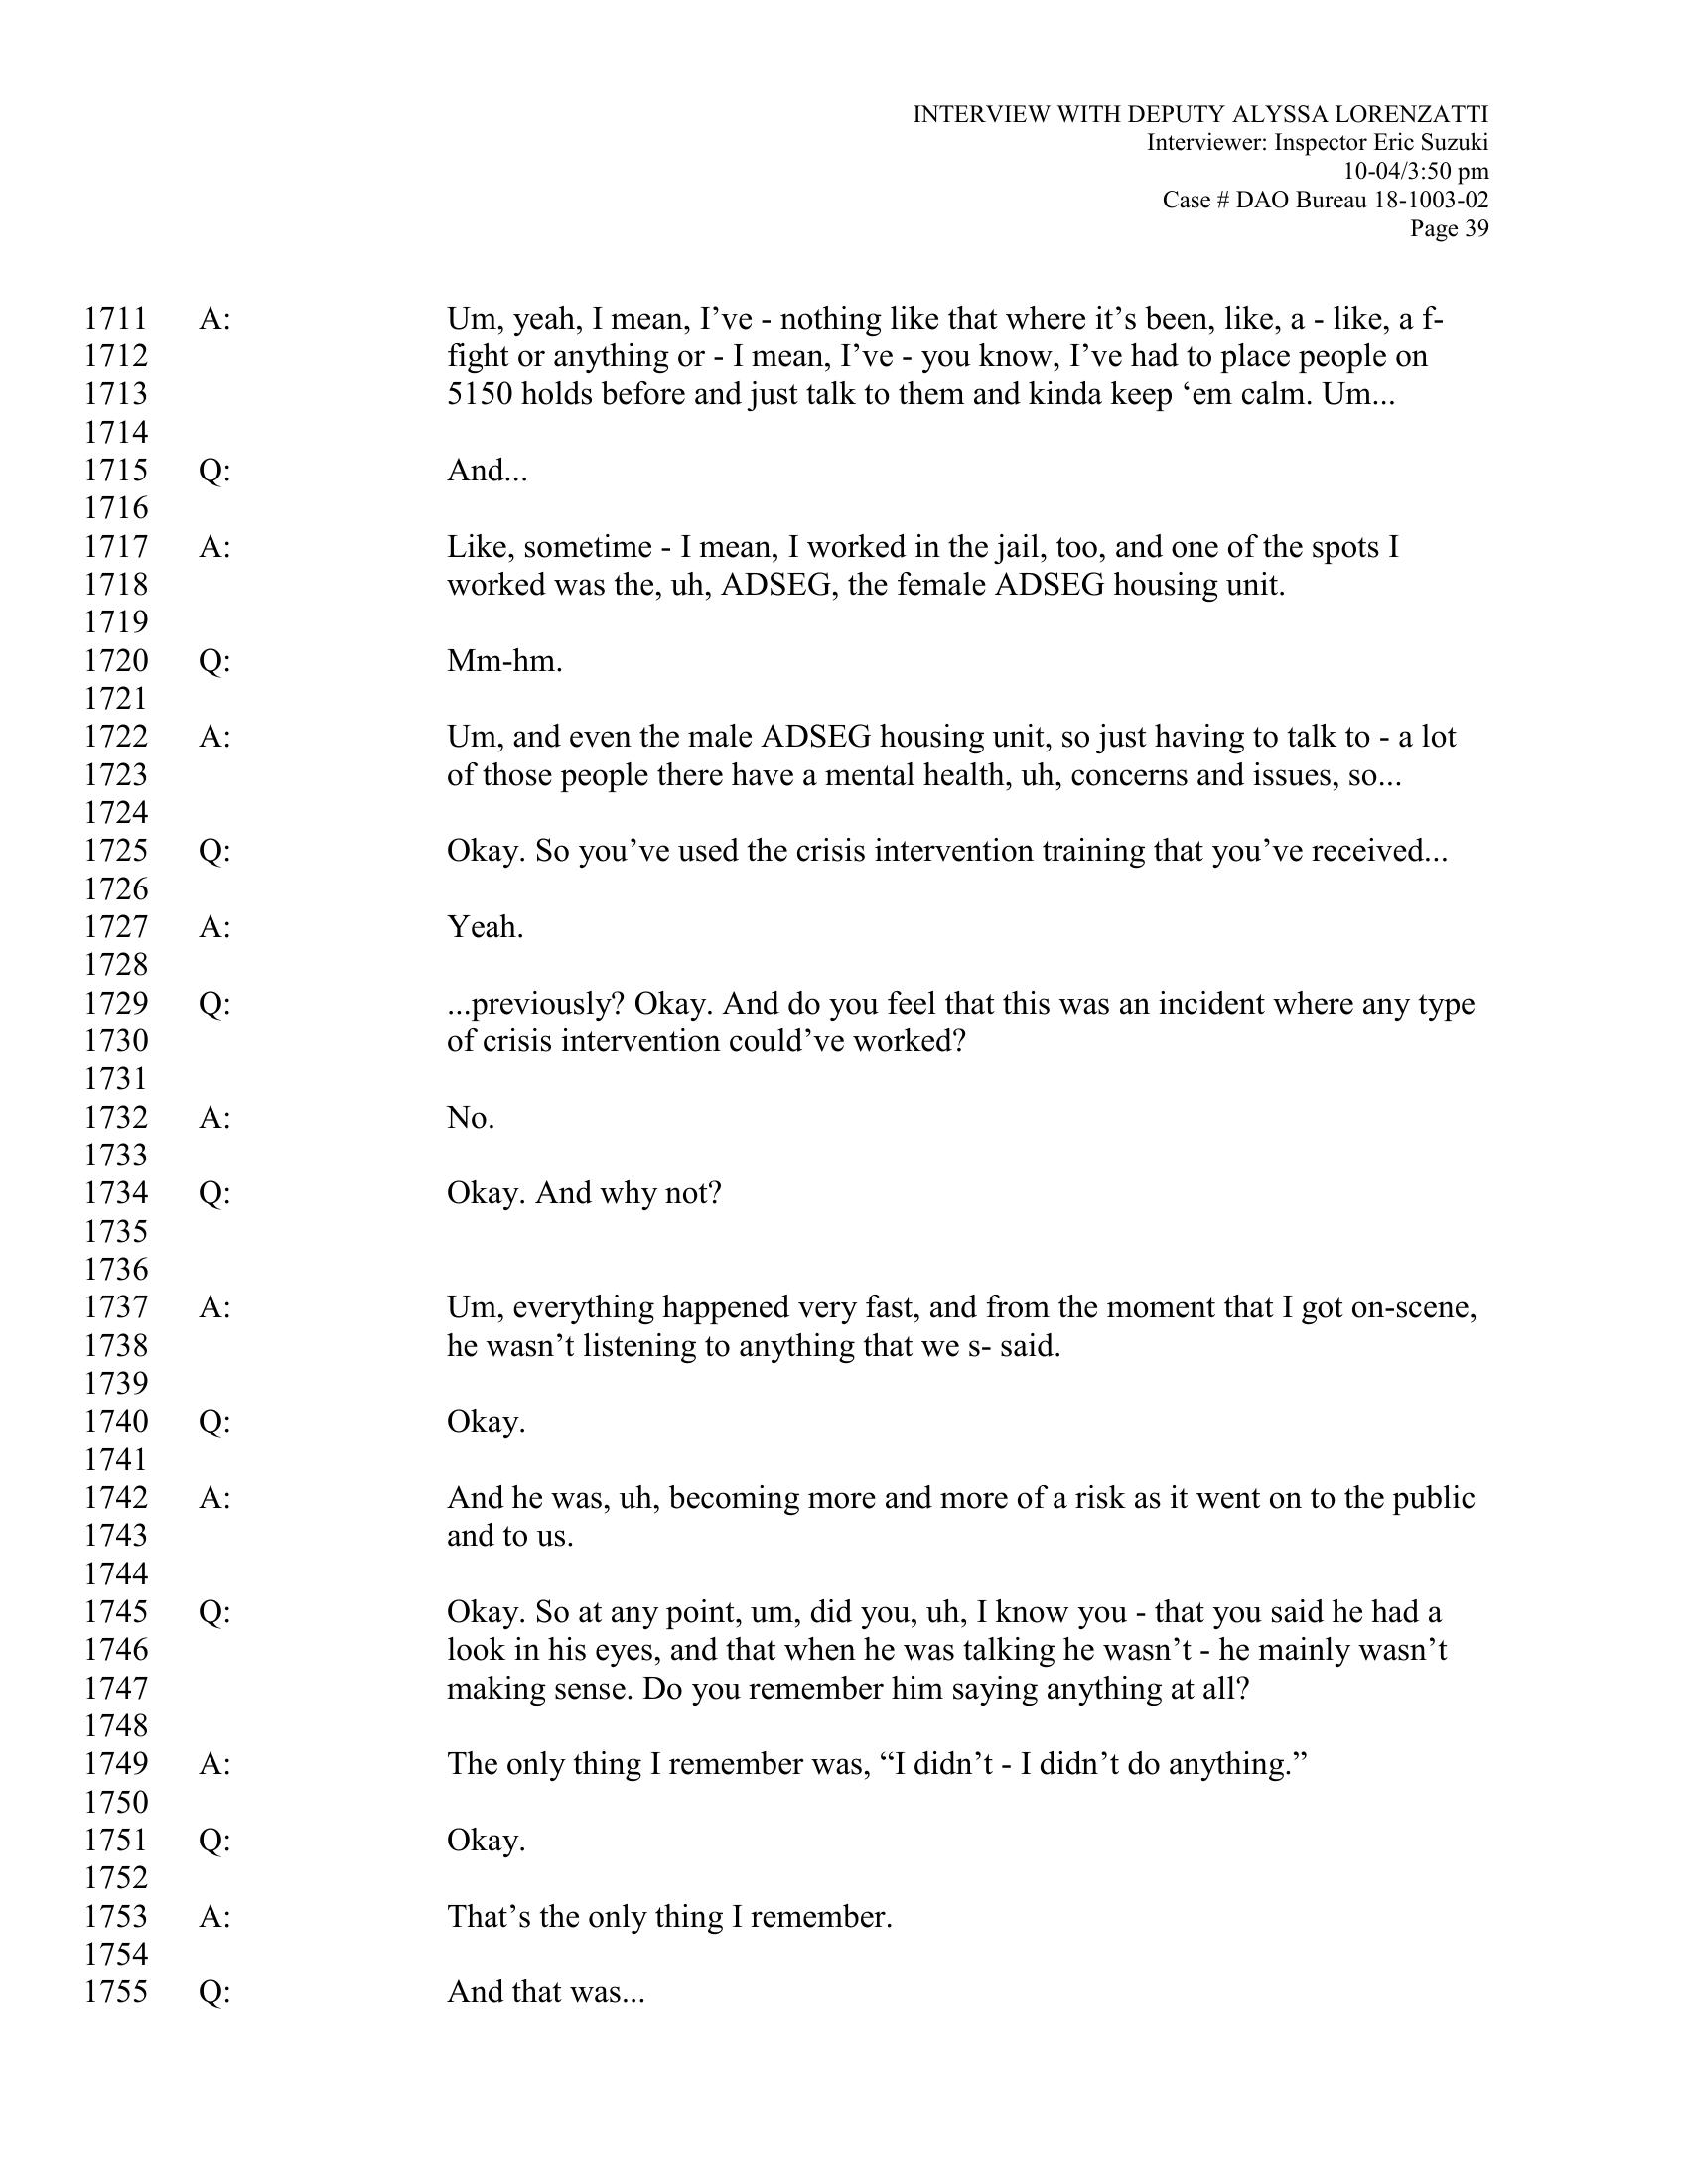 INTERVIEW WITH DEPUTY ALYSSA LORENZATTI
Interviewer: Inspector Eric Suzuki
10-04/3:50 pm
Case # DAO Bureau 18-1003-02
Page 39
1711 A: Um, yeah, I mean, I’ve - nothing like that where it’s been, like, a - like, a f-
1712 fight or anything or - I mean, I’ve - you know, I’ve had to place people on
1713 5150 holds before and just talk to them and kinda keep ‘em calm. Um...
1714
1715 Q: And...
1716
1717 A: Like, sometime - I mean, I worked in the jail, too, and one of the spots I
1718 worked was the, uh, ADSEG, the female ADSEG housing unit.
1719
1720 Q: Mm-hm.
1721
1722 A: Um, and even the male ADSEG housing unit, so just having to talk to - a lot
1723 of those people there have a mental health, uh, concerns and issues, so...
1724
1725 Q: Okay. So you’ve used the crisis intervention training that you’ve received...
1726
1727 A: Yeah.
1728
1729 Q: ...previously? Okay. And do you feel that this was an incident where any type
1730 of crisis intervention could’ve worked?
1731
1732 A: No.
1733
1734 Q: Okay. And why not?
1735
1736
1737 A: Um, everything happened very fast, and from the moment that I got on-scene,
1738 he wasn’t listening to anything that we s- said.
1739
1740 Q: Okay.
1741
1742 A: And he was, uh, becoming more and more of a risk as it went on to the public
1743 and to us.
1744
1745 Q: Okay. So at any point, um, did you, uh, I know you - that you said he had a
1746 look in his eyes, and that when he was talking he wasn’t - he mainly wasn’t
1747 making sense. Do you remember him saying anything at all?
1748
1749 A: The only thing I remember was, “I didn’t - I didn’t do anything.”
1750
1751 Q: Okay.
1752
1753 A: That’s the only thing I remember.
1754
1755 Q: And that was...